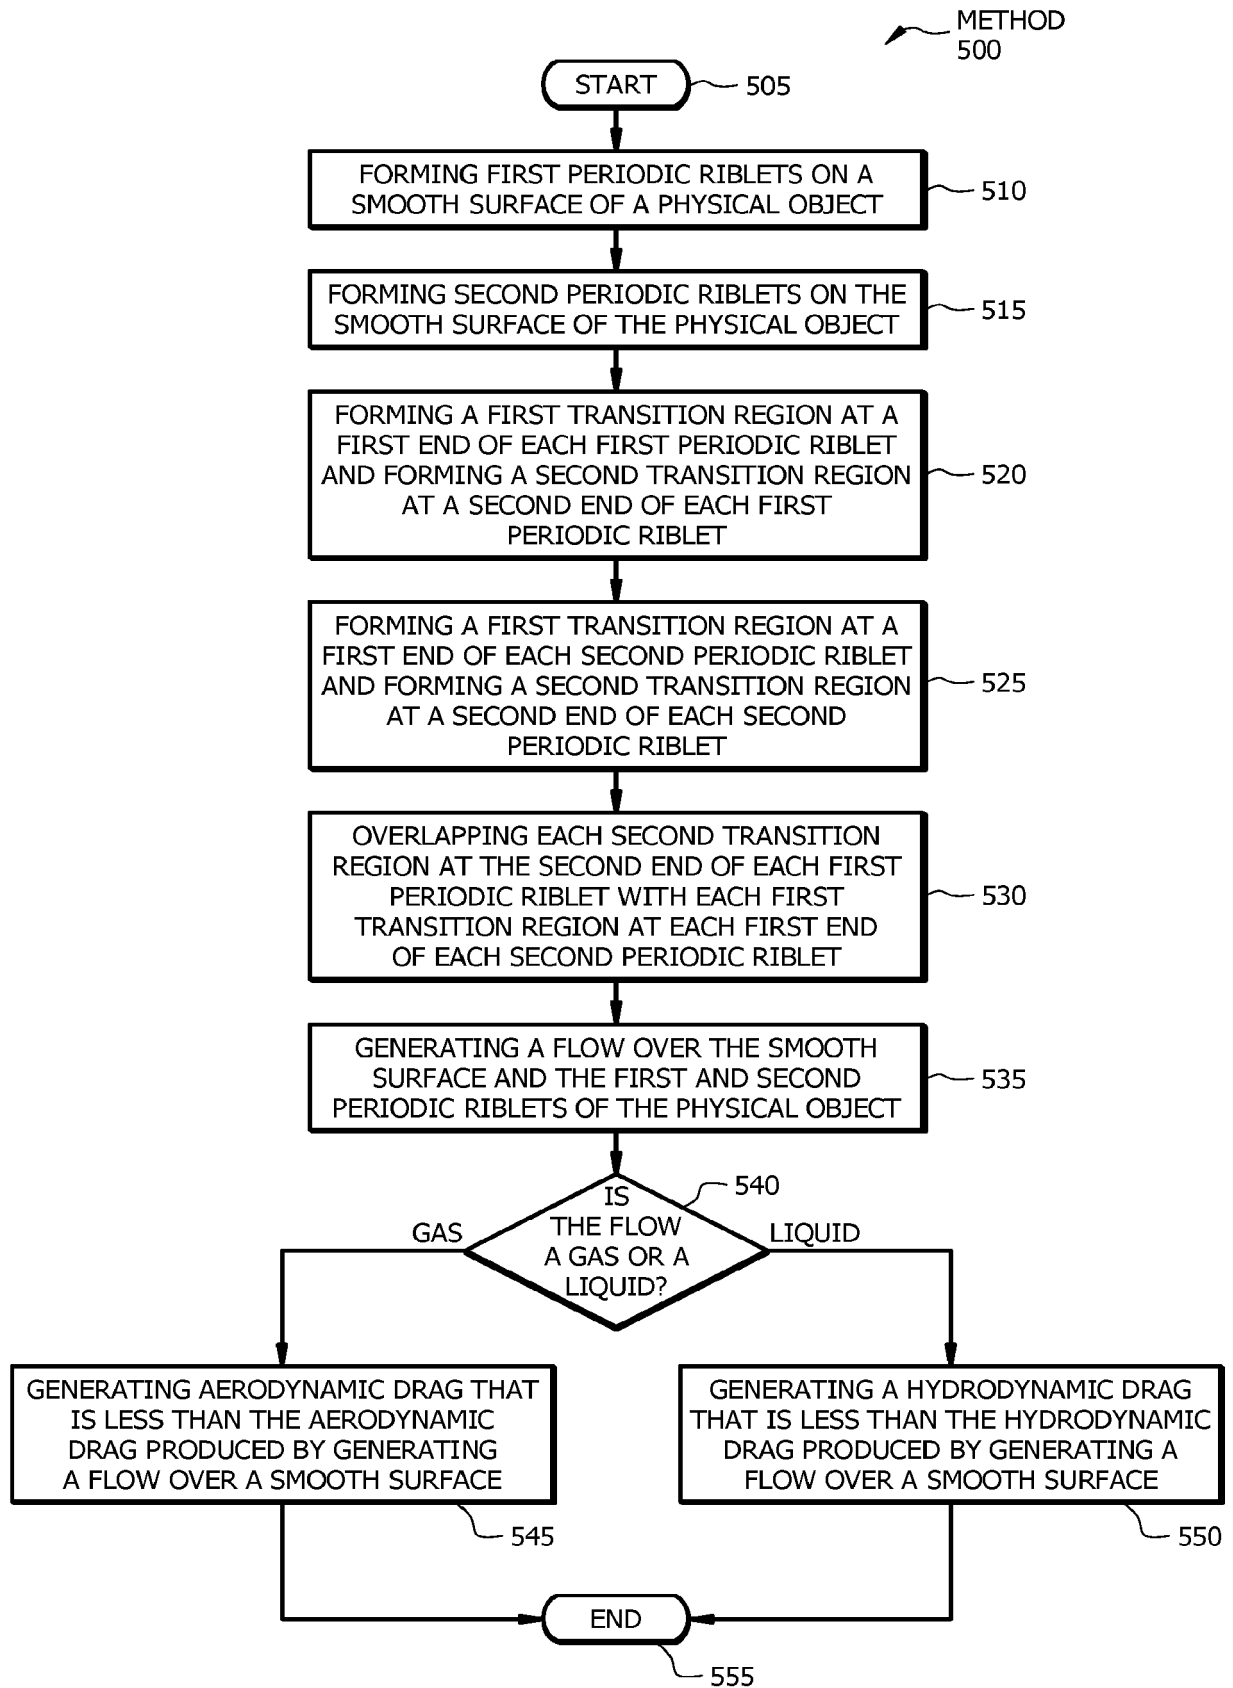 METHOD
500
START
505
FORMING FIRST PERIODIC RIBLETS ON A
SMOOTH SURFACE OF A PHYSICAL OBJECT
510
FORMING SECOND PERIODIC RIBLETS ON THE
SMOOTH SURFACE OF THE PHYSICAL OBJECT
515
FORMING A FIRST TRANSITION REGION AT A
FIRST END OF EACH FIRST PERIODIC RIBLET
AND FORMING A SECOND TRANSITION REGION
AT A SECOND END OF EACH FIRST
PERIODIC RIBLET
520
FORMING A FIRST TRANSITION REGION AT A
FIRST END OF EACH SECOND PERIODIC RIBLET
AND FORMING A SECOND TRANSITION REGION
AT A SECOND END OF EACH SECOND
PERIODIC RIBLET
525
OVERLAPPING EACH SECOND TRANSITION
REGION AT THE SECOND END OF EACH FIRST
PERIODIC RIBLET WITH EACH FIRST
TRANSITION REGION AT EACH FIRST END
OF EACH SECOND PERIODIC RIBLET
530
GENERATING A FLOW OVER THE SMOOTH
SURFACE AND THE FIRST AND SECOND
PERIODIC RIBLETS OF THE PHYSICAL OBJECT
535
IS
THE FLOW
A GAS OR A
LIQUID?
540
GAS
LIQUID
GENERATING AERODYNAMIC DRAG THAT
IS LESS THAN THE AERODYNAMIC
DRAG PRODUCED BY GENERATING
A FLOW OVER A SMOOTH SURFACE
545
GENERATING A HYDRODYNAMIC DRAG
THAT IS LESS THAN THE HYDRODYNAMIC
DRAG PRODUCED BY GENERATING A
FLOW OVER A SMOOTH SURFACE
550
END
555